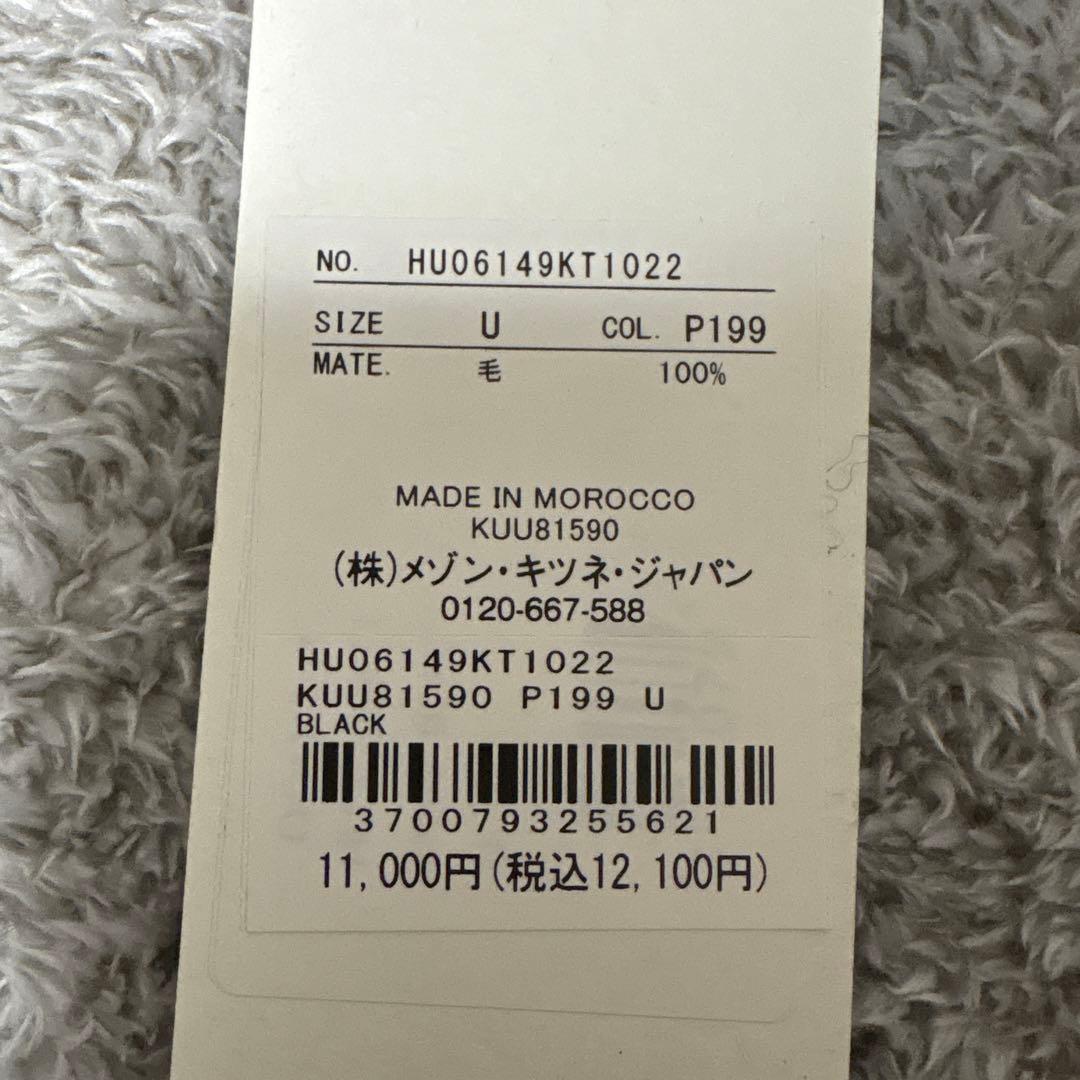 NO. HU06149KT1022
SIZE U COL. P199
MATE. 毛 100%
MADE IN MOROCCO
KUU81590
(株)メゾン・キツネ・ジャパン
0120-667-588
HU06149KT1022
KUU81590 P199 U
BLACK
3700793255621
11,000円(税込12,100円)